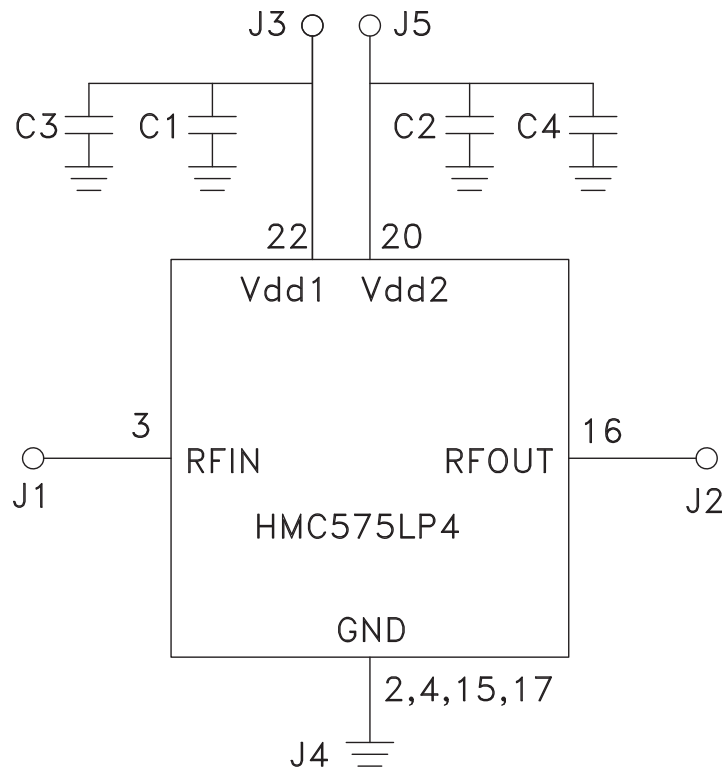 J3 J5
C3 C1 C2 C4
22 20
Vdd1 Vdd2
3 16
RFIN RFOUT
J1 J2
HMC575LP4
GND
2,4,15,17
J4